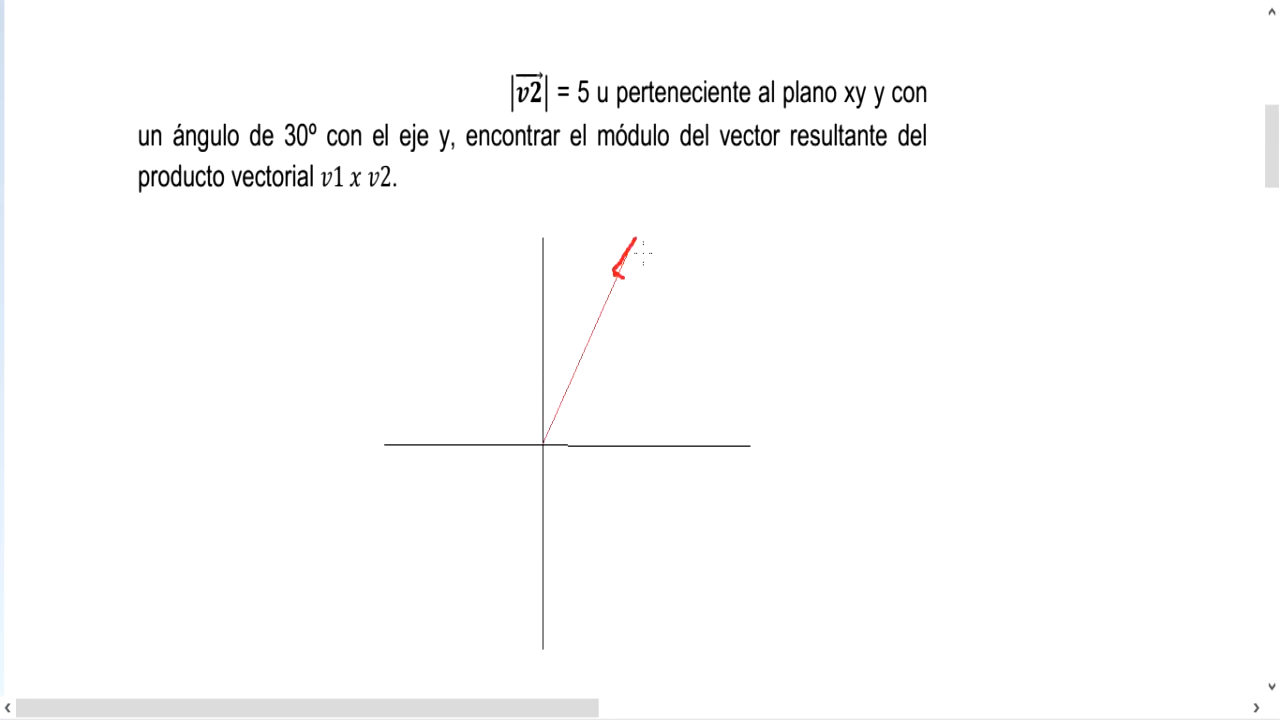 |v2| = 5 u perteneciente al plano xy y con
un ángulo de 30º con el eje y, encontrar el módulo del vector resultante del
producto vectorial v1 x v2.